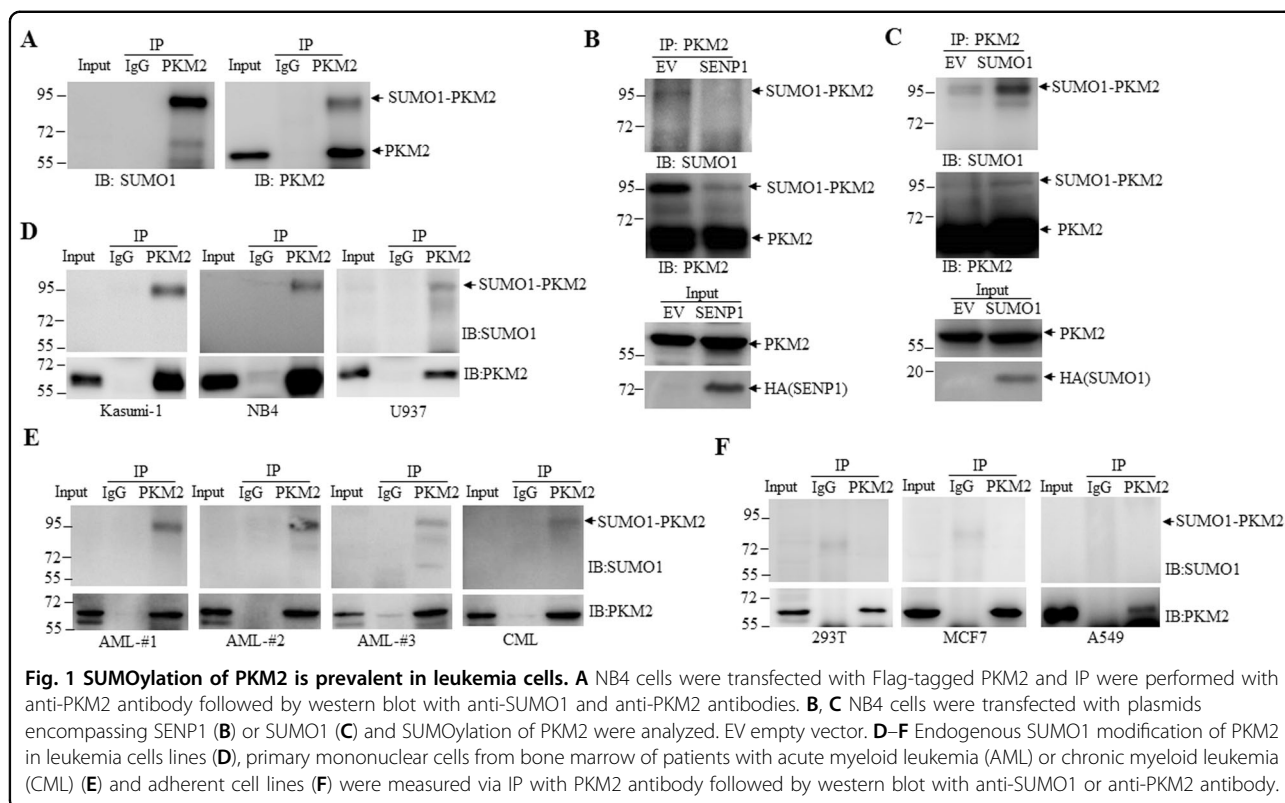 A
IP
Input IgG PKM2 Input IgG PKM2
95
72
55
SUMO1-PKM2
PKM2
IB: SUMO1 IB: PKM2
B
IP: PKM2
EV SENP1
95
72
SUMO1-PKM2
IB: SUMO1
95
72
SUMO1-PKM2
PKM2
IB: PKM2
Input
EV SENP1
55
PKM2
72
HA(SENP1)
C
IP: PKM2
EV SUMO1
95
72
SUMO1-PKM2
IB: SUMO1
95
72
SUMO1-PKM2
PKM2
IB: PKM2
Input
EV SUMO1
55
PKM2
20
HA(SUMO1)
D
IP IP IP
Input IgG PKM2 Input IgG PKM2 Input IgG PKM2
95
72
55
SUMO1-PKM2
IB:SUMO1
72
55
IB:PKM2
Kasumi-1 NB4 U937
E
IP IP IP IP
Input IgG PKM2 Input IgG PKM2 Input IgG PKM2 Input IgG PKM2
95
72
55
SUMO1-PKM2
IB:SUMO1
72
55
IB:PKM2
AML-#1 AML-#2 AML-#3 CML
F
IP IP IP
Input IgG PKM2 Input IgG PKM2 Input IgG PKM2
95
72
55
SUMO1-PKM2
IB:SUMO1
72
55
IB:PKM2
293T MCF7 A549
Fig. 1 SUMOylation of PKM2 is prevalent in leukemia cells. A NB4 cells were transfected with Flag-tagged PKM2 and IP were performed with
anti-PKM2 antibody followed by western blot with anti-SUMO1 and anti-PKM2 antibodies. B, C NB4 cells were transfected with plasmids
encompassing SENP1 (B) or SUMO1 (C) and SUMOylation of PKM2 were analyzed. EV empty vector. D–F Endogenous SUMO1 modification of PKM2
in leukemia cells lines (D), primary mononuclear cells from bone marrow of patients with acute myeloid leukemia (AML) or chronic myeloid leukemia
(CML) (E) and adherent cell lines (F) were measured via IP with PKM2 antibody followed by western blot with anti-SUMO1 or anti-PKM2 antibody.